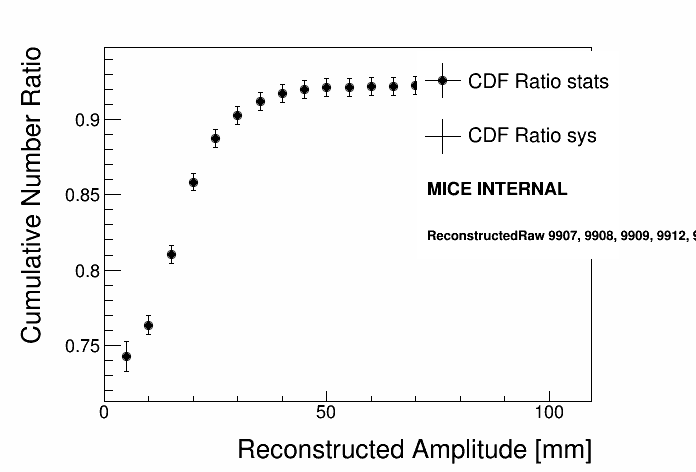 Cumulative Number Ratio
0.9
0.85
0.8
0.75
0
50
100
Reconstructed Amplitude [mm]
CDF Ratio stats
CDF Ratio sys
MICE INTERNAL
ReconstructedRaw 9907, 9908, 9909, 9912,